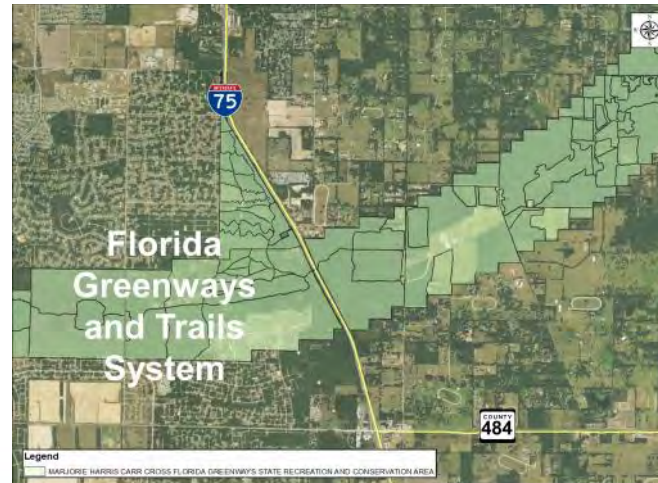 INTERSTATE
75
Florida
Greenways
and Trails
System
COUNTY
484
Legend
MARJORIE HARRIS CARR CROSS FLORIDA GREENWAYS STATE RECREATION AND CONSERVATION AREA